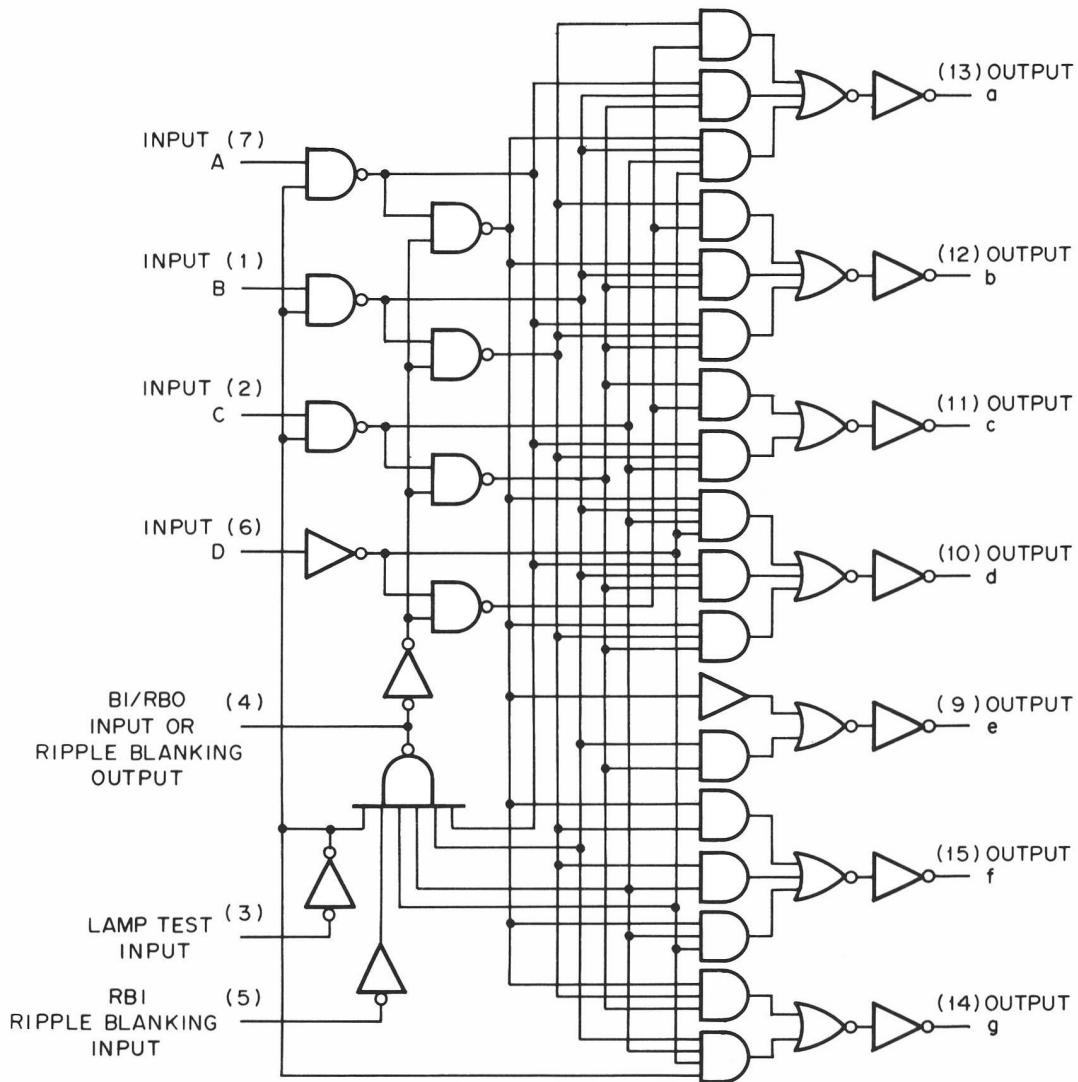 INPUT (7)
A
INPUT (1)
B
INPUT (2)
C
INPUT (6)
D
BI/RBO (4)
INPUT OR
RIPPLE BLANKING
OUTPUT
LAMP TEST (3)
INPUT
RBI (5)
RIPPLE BLANKING
INPUT
(13) OUTPUT
a
(12) OUTPUT
b
(11) OUTPUT
c
(10) OUTPUT
d
(9) OUTPUT
e
(15) OUTPUT
f
(14) OUTPUT
g